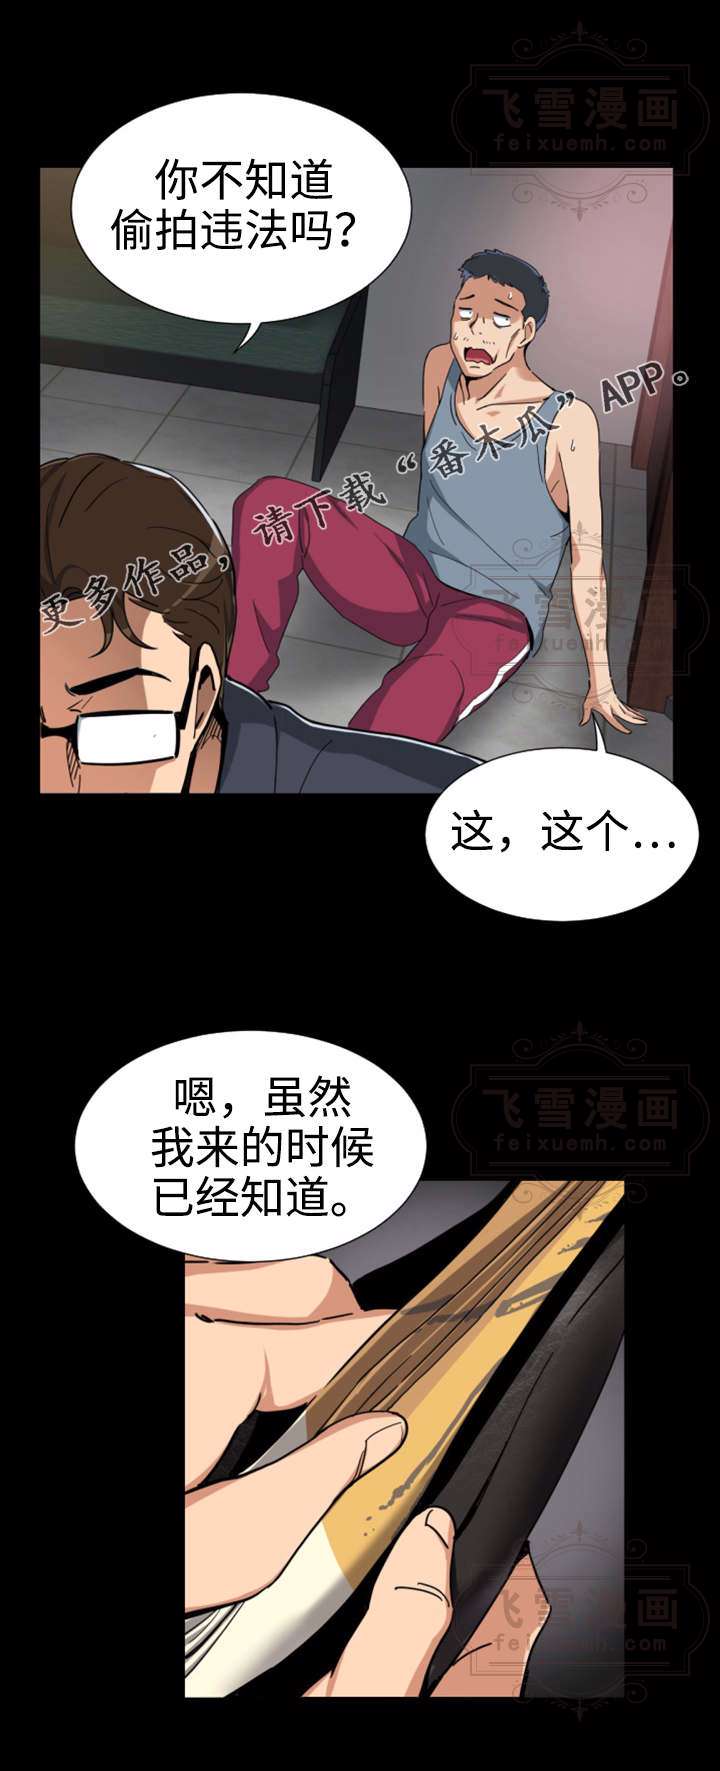 飞雪漫画
feixuemh.com
你不知道
偷拍违法吗？
更多作品，请下载“番木瓜”APP。
飞雪漫画
feixuemh.com
这，这个...
飞雪漫画
feixuemh.com
嗯，虽然
我来的时候
已经知道。
飞雪漫画
feixuemh.com